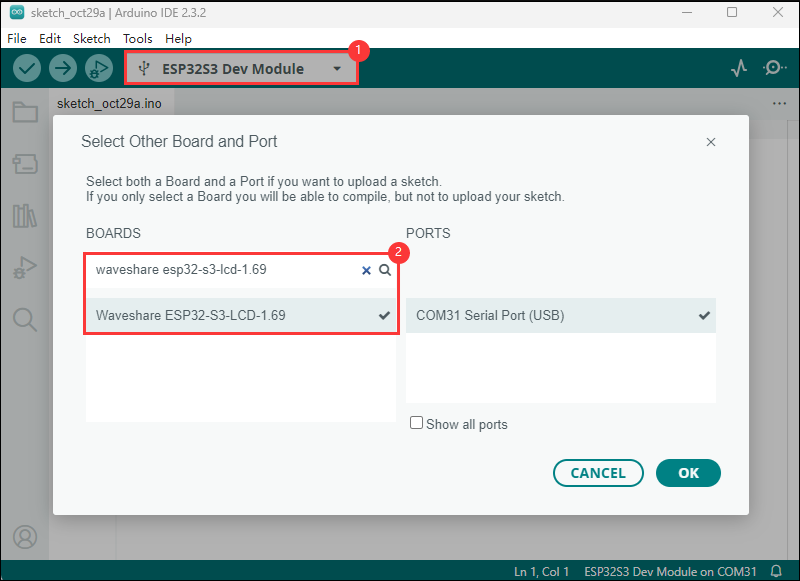 sketch_oct29a | Arduino IDE 2.3.2
File Edit Sketch Tools Help
1
ESP32S3 Dev Module
sketch_oct29a.ino
Select Other Board and Port
Select both a Board and a Port if you want to upload a sketch.
If you only select a Board you will be able to compile, but not to upload your sketch.
BOARDS
PORTS
2
waveshare esp32-s3-lcd-1.69
Waveshare ESP32-S3-LCD-1.69
COM31 Serial Port (USB)
Show all ports
CANCEL
OK
Ln 1, Col 1 ESP32S3 Dev Module on COM31